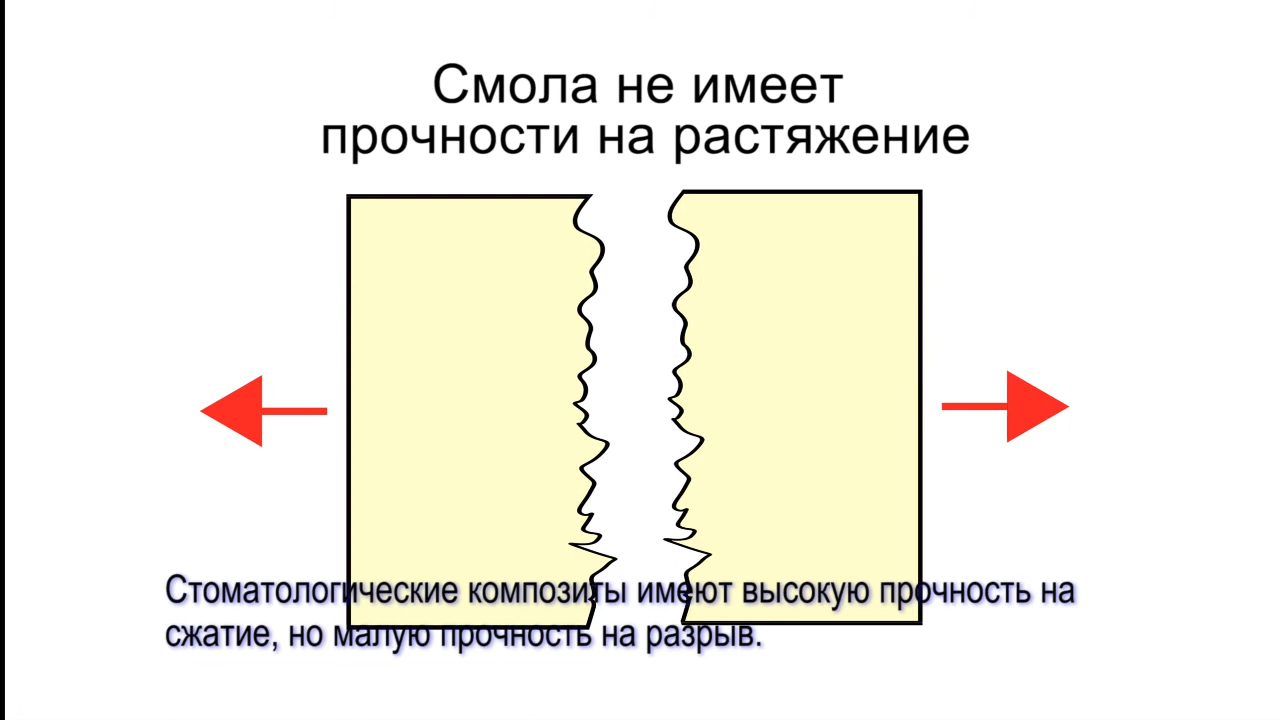 Смола не имеет
прочности на растяжение
Стоматологические композиты имеют высокую прочность на
сжатие, но малую прочность на разрыв.